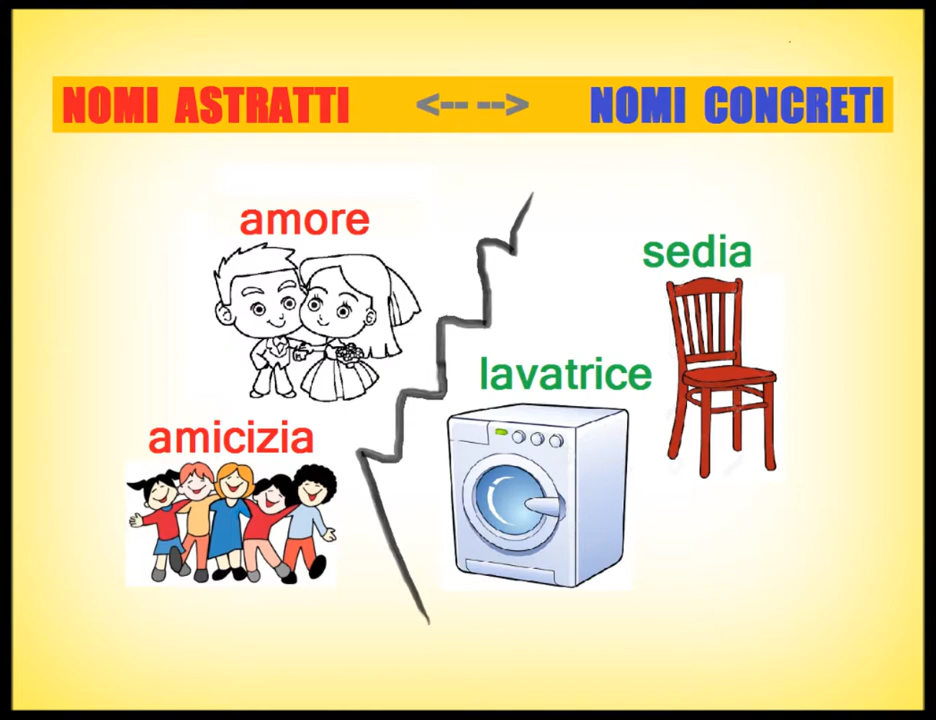 NOMI ASTRATTI <-- --> NOMI CONCRETI
amore
sedia
lavatrice
amicizia